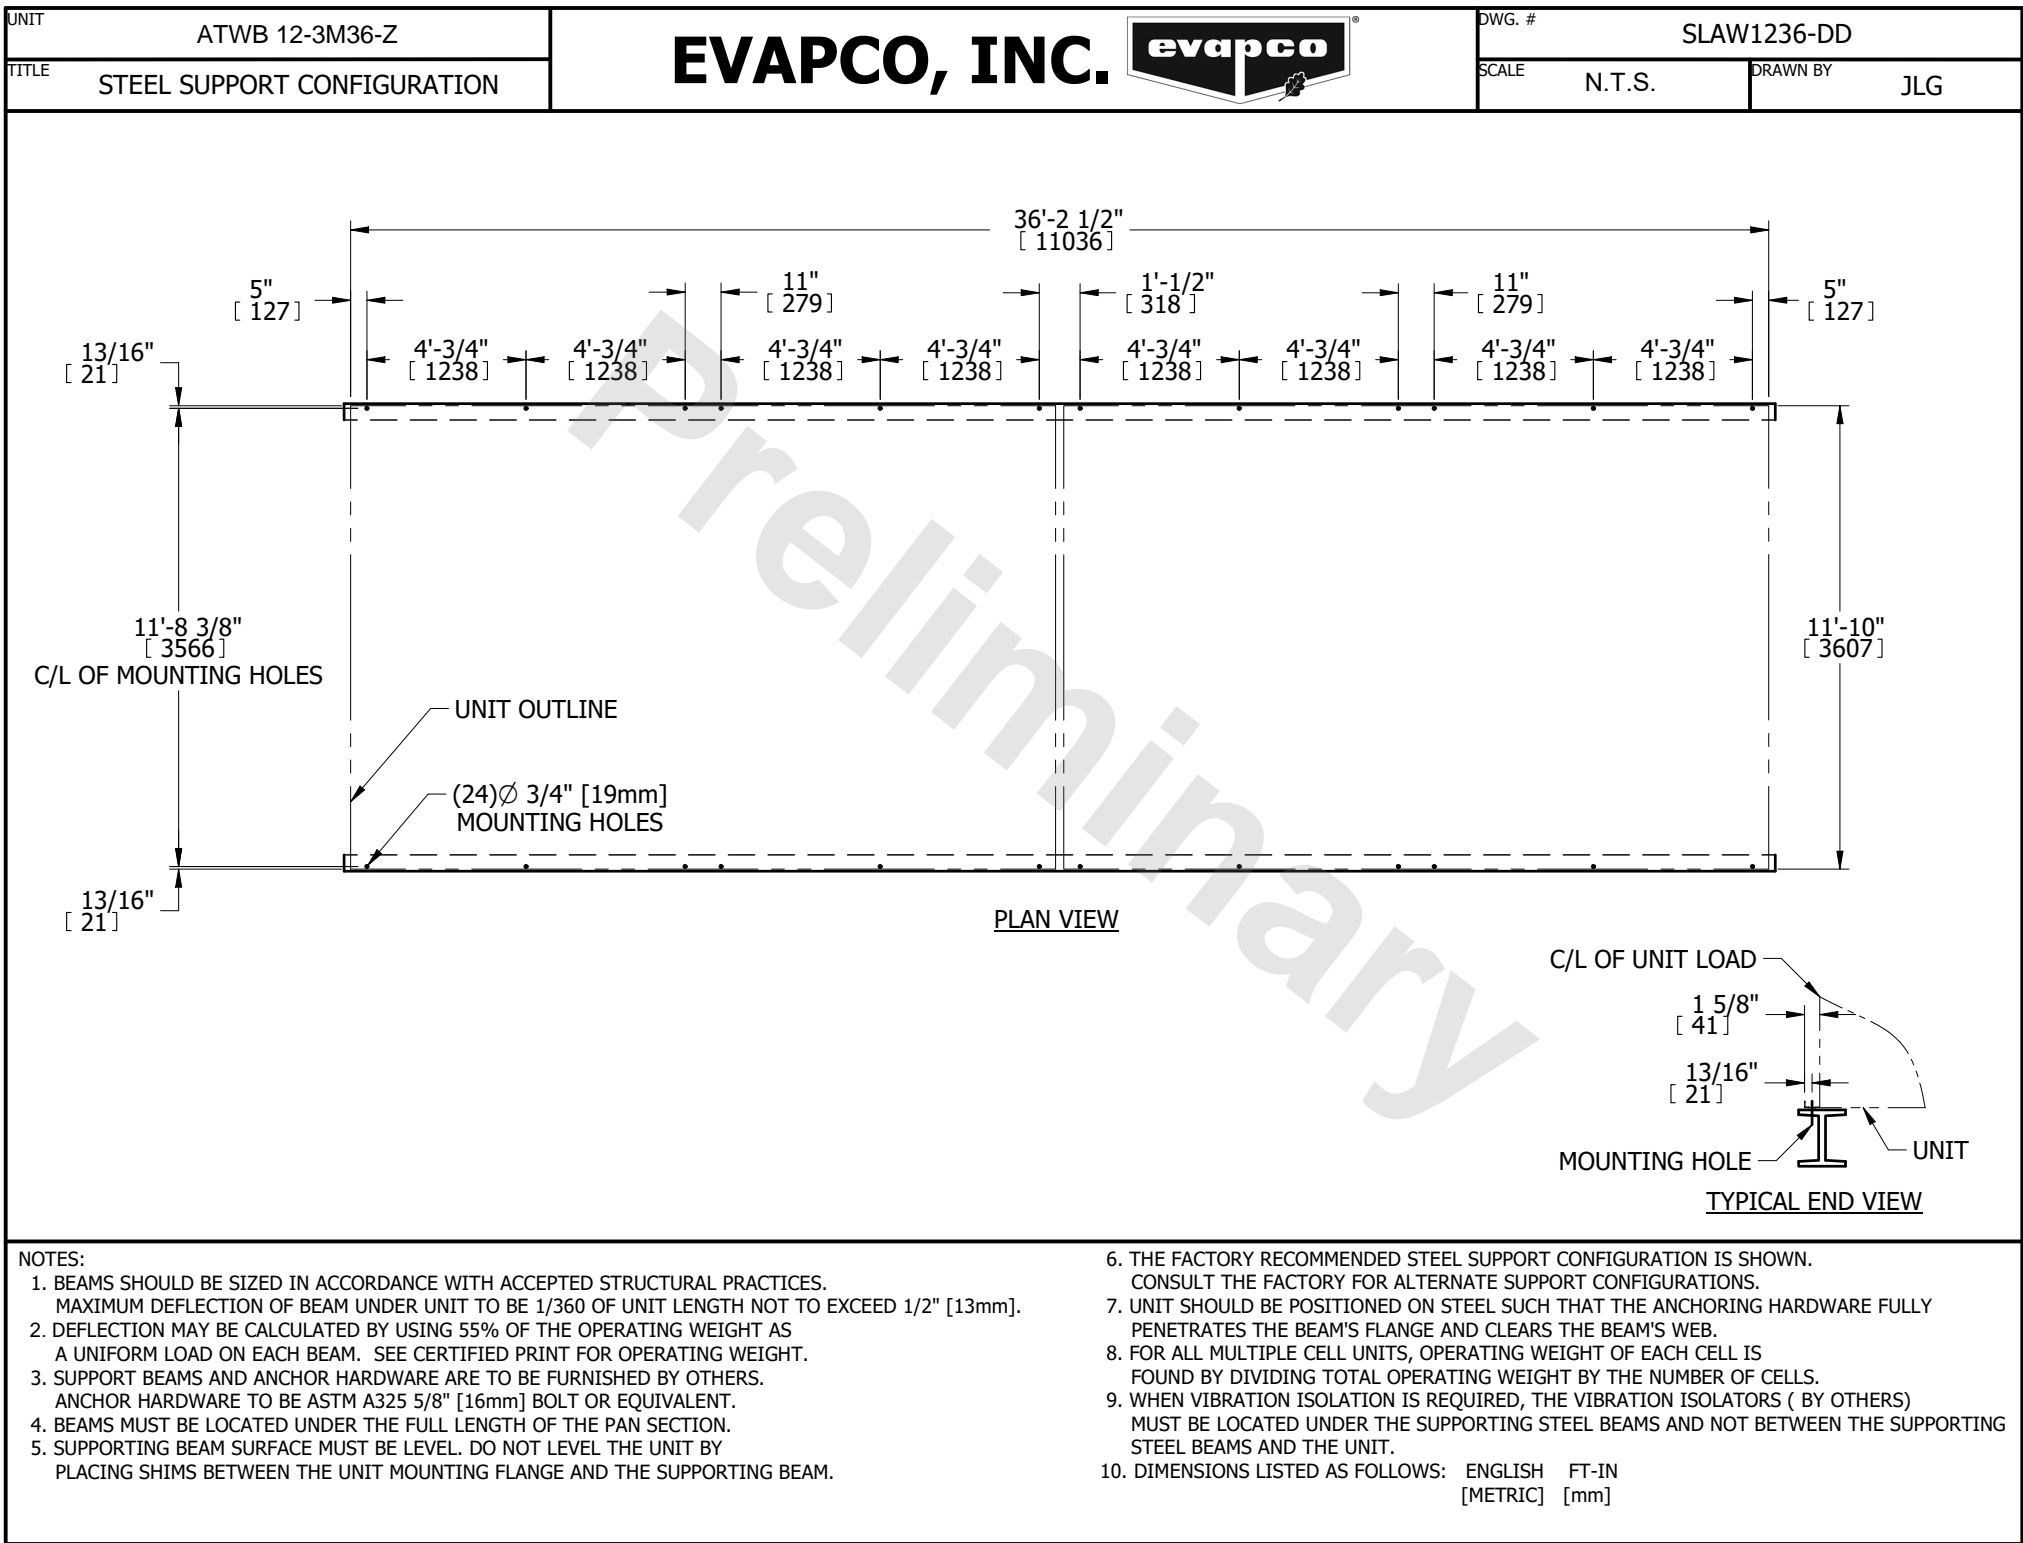 UNIT
ATWB 12-3M36-Z
TITLE
STEEL SUPPORT CONFIGURATION
EVAPCO, INC.
evapco
®
DWG. #
SLAW1236-DD
SCALE
N.T.S.
DRAWN BY
JLG
36'-2 1/2"
[ 11036]
5"
[ 127]
11"
[ 279]
1'-1/2"
[ 318 ]
11"
[ 279]
5"
[ 127]
13/16"
[ 21]
4'-3/4"
[ 1238]
4'-3/4"
[ 1238]
4'-3/4"
[ 1238]
4'-3/4"
[ 1238]
4'-3/4"
[ 1238]
4'-3/4"
[ 1238]
4'-3/4"
[ 1238]
4'-3/4"
[ 1238]
11'-8 3/8"
[ 3566]
C/L OF MOUNTING HOLES
11'-10"
[ 3607]
UNIT OUTLINE
(24)∅ 3/4" [19mm]
MOUNTING HOLES
13/16"
[ 21]
PLAN VIEW
Preliminary
C/L OF UNIT LOAD
1 5/8"
[ 41]
13/16"
[ 21]
MOUNTING HOLE
UNIT
TYPICAL END VIEW
NOTES:
1. BEAMS SHOULD BE SIZED IN ACCORDANCE WITH ACCEPTED STRUCTURAL PRACTICES.
MAXIMUM DEFLECTION OF BEAM UNDER UNIT TO BE 1/360 OF UNIT LENGTH NOT TO EXCEED 1/2" [13mm].
2. DEFLECTION MAY BE CALCULATED BY USING 55% OF THE OPERATING WEIGHT AS
A UNIFORM LOAD ON EACH BEAM. SEE CERTIFIED PRINT FOR OPERATING WEIGHT.
3. SUPPORT BEAMS AND ANCHOR HARDWARE ARE TO BE FURNISHED BY OTHERS.
ANCHOR HARDWARE TO BE ASTM A325 5/8" [16mm] BOLT OR EQUIVALENT.
4. BEAMS MUST BE LOCATED UNDER THE FULL LENGTH OF THE PAN SECTION.
5. SUPPORTING BEAM SURFACE MUST BE LEVEL. DO NOT LEVEL THE UNIT BY
PLACING SHIMS BETWEEN THE UNIT MOUNTING FLANGE AND THE SUPPORTING BEAM.
6. THE FACTORY RECOMMENDED STEEL SUPPORT CONFIGURATION IS SHOWN.
CONSULT THE FACTORY FOR ALTERNATE SUPPORT CONFIGURATIONS.
7. UNIT SHOULD BE POSITIONED ON STEEL SUCH THAT THE ANCHORING HARDWARE FULLY
PENETRATES THE BEAM'S FLANGE AND CLEARS THE BEAM'S WEB.
8. FOR ALL MULTIPLE CELL UNITS, OPERATING WEIGHT OF EACH CELL IS
FOUND BY DIVIDING TOTAL OPERATING WEIGHT BY THE NUMBER OF CELLS.
9. WHEN VIBRATION ISOLATION IS REQUIRED, THE VIBRATION ISOLATORS ( BY OTHERS)
MUST BE LOCATED UNDER THE SUPPORTING STEEL BEAMS AND NOT BETWEEN THE SUPPORTING
STEEL BEAMS AND THE UNIT.
10. DIMENSIONS LISTED AS FOLLOWS: ENGLISH FT-IN
[METRIC] [mm]